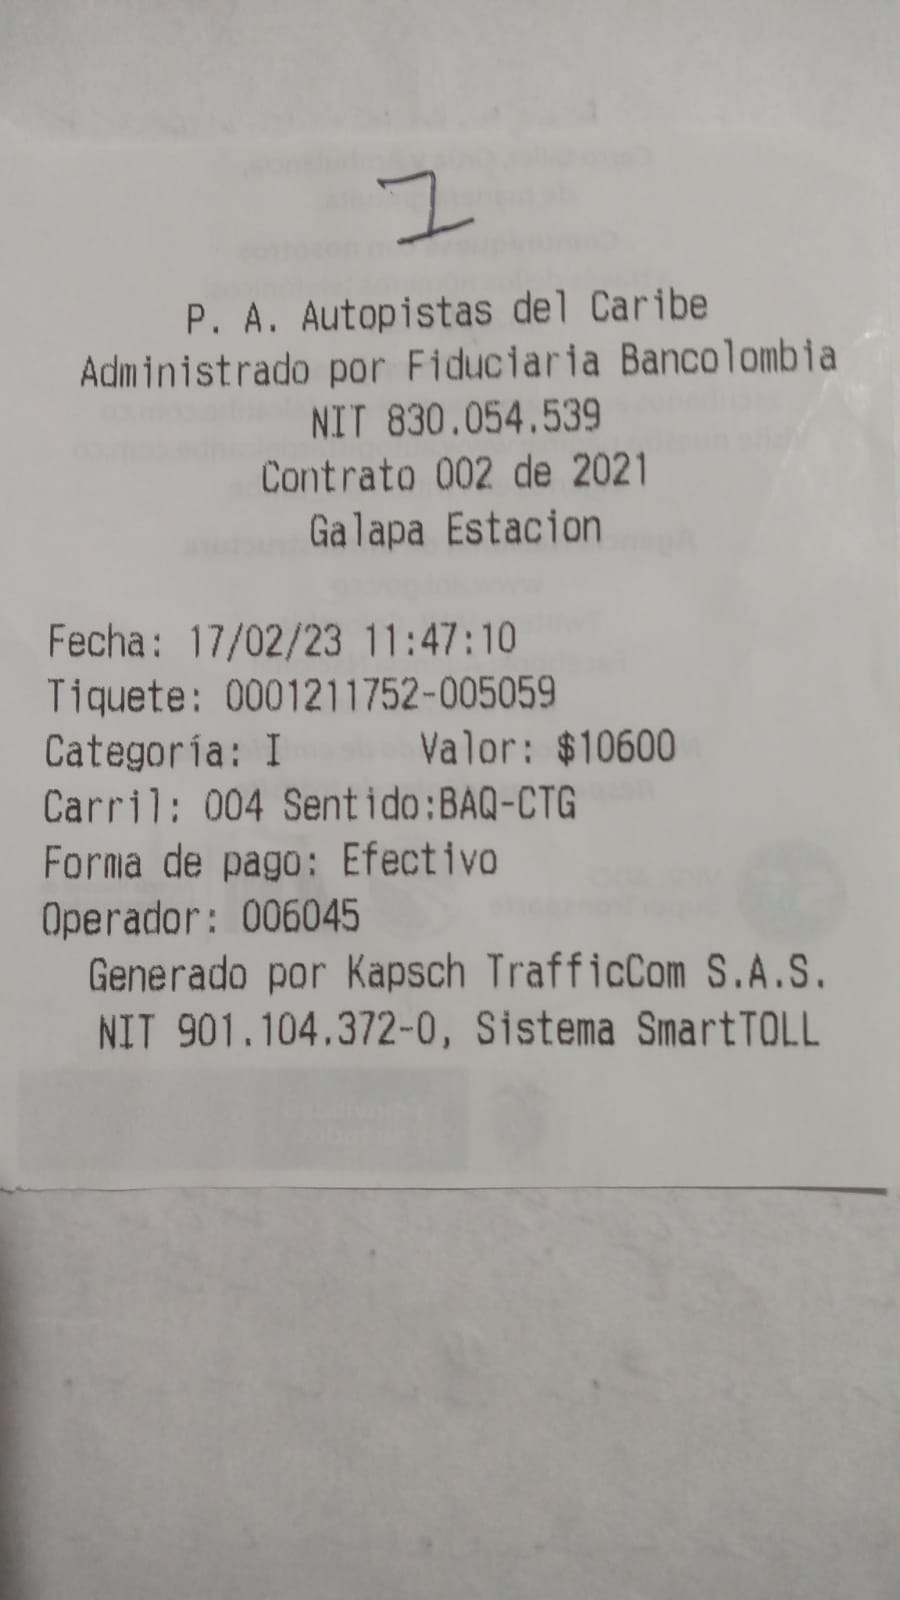 1
P. A. Autopistas del Caribe
Administrado por Fiduciaria Bancolombia
NIT 830.054.539
Contrato 002 de 2021
Galapa Estacion
Fecha: 17/02/23 11:47:10
Tiquete: 0001211752-005059
Categoría: I Valor: $10600
Carril: 004 Sentido:BAQ-CTG
Forma de pago: Efectivo
Operador: 006045
Generado por Kapsch TrafficCom S.A.S.
NIT 901.104.372-0, Sistema SmartTOLL